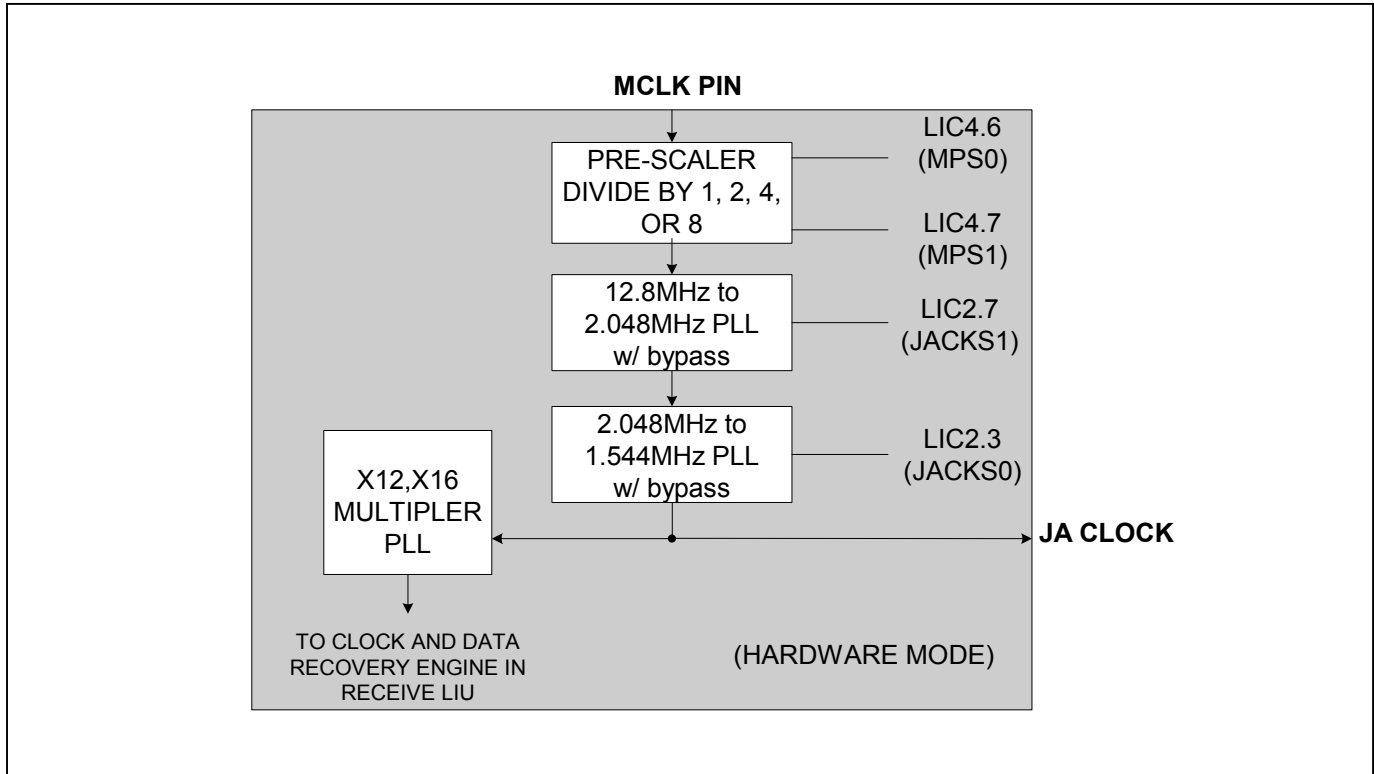 MCLK PIN
PRE-SCALER
DIVIDE BY 1, 2, 4,
OR 8
LIC4.6
(MPS0)
LIC4.7
(MPS1)
12.8MHz to
2.048MHz PLL
w/ bypass
LIC2.7
(JACKS1)
2.048MHz to
1.544MHz PLL
w/ bypass
LIC2.3
(JACKS0)
X12,X16
MULTIPLER
PLL
JA CLOCK
TO CLOCK AND DATA
RECOVERY ENGINE IN
RECEIVE LIU
(HARDWARE MODE)